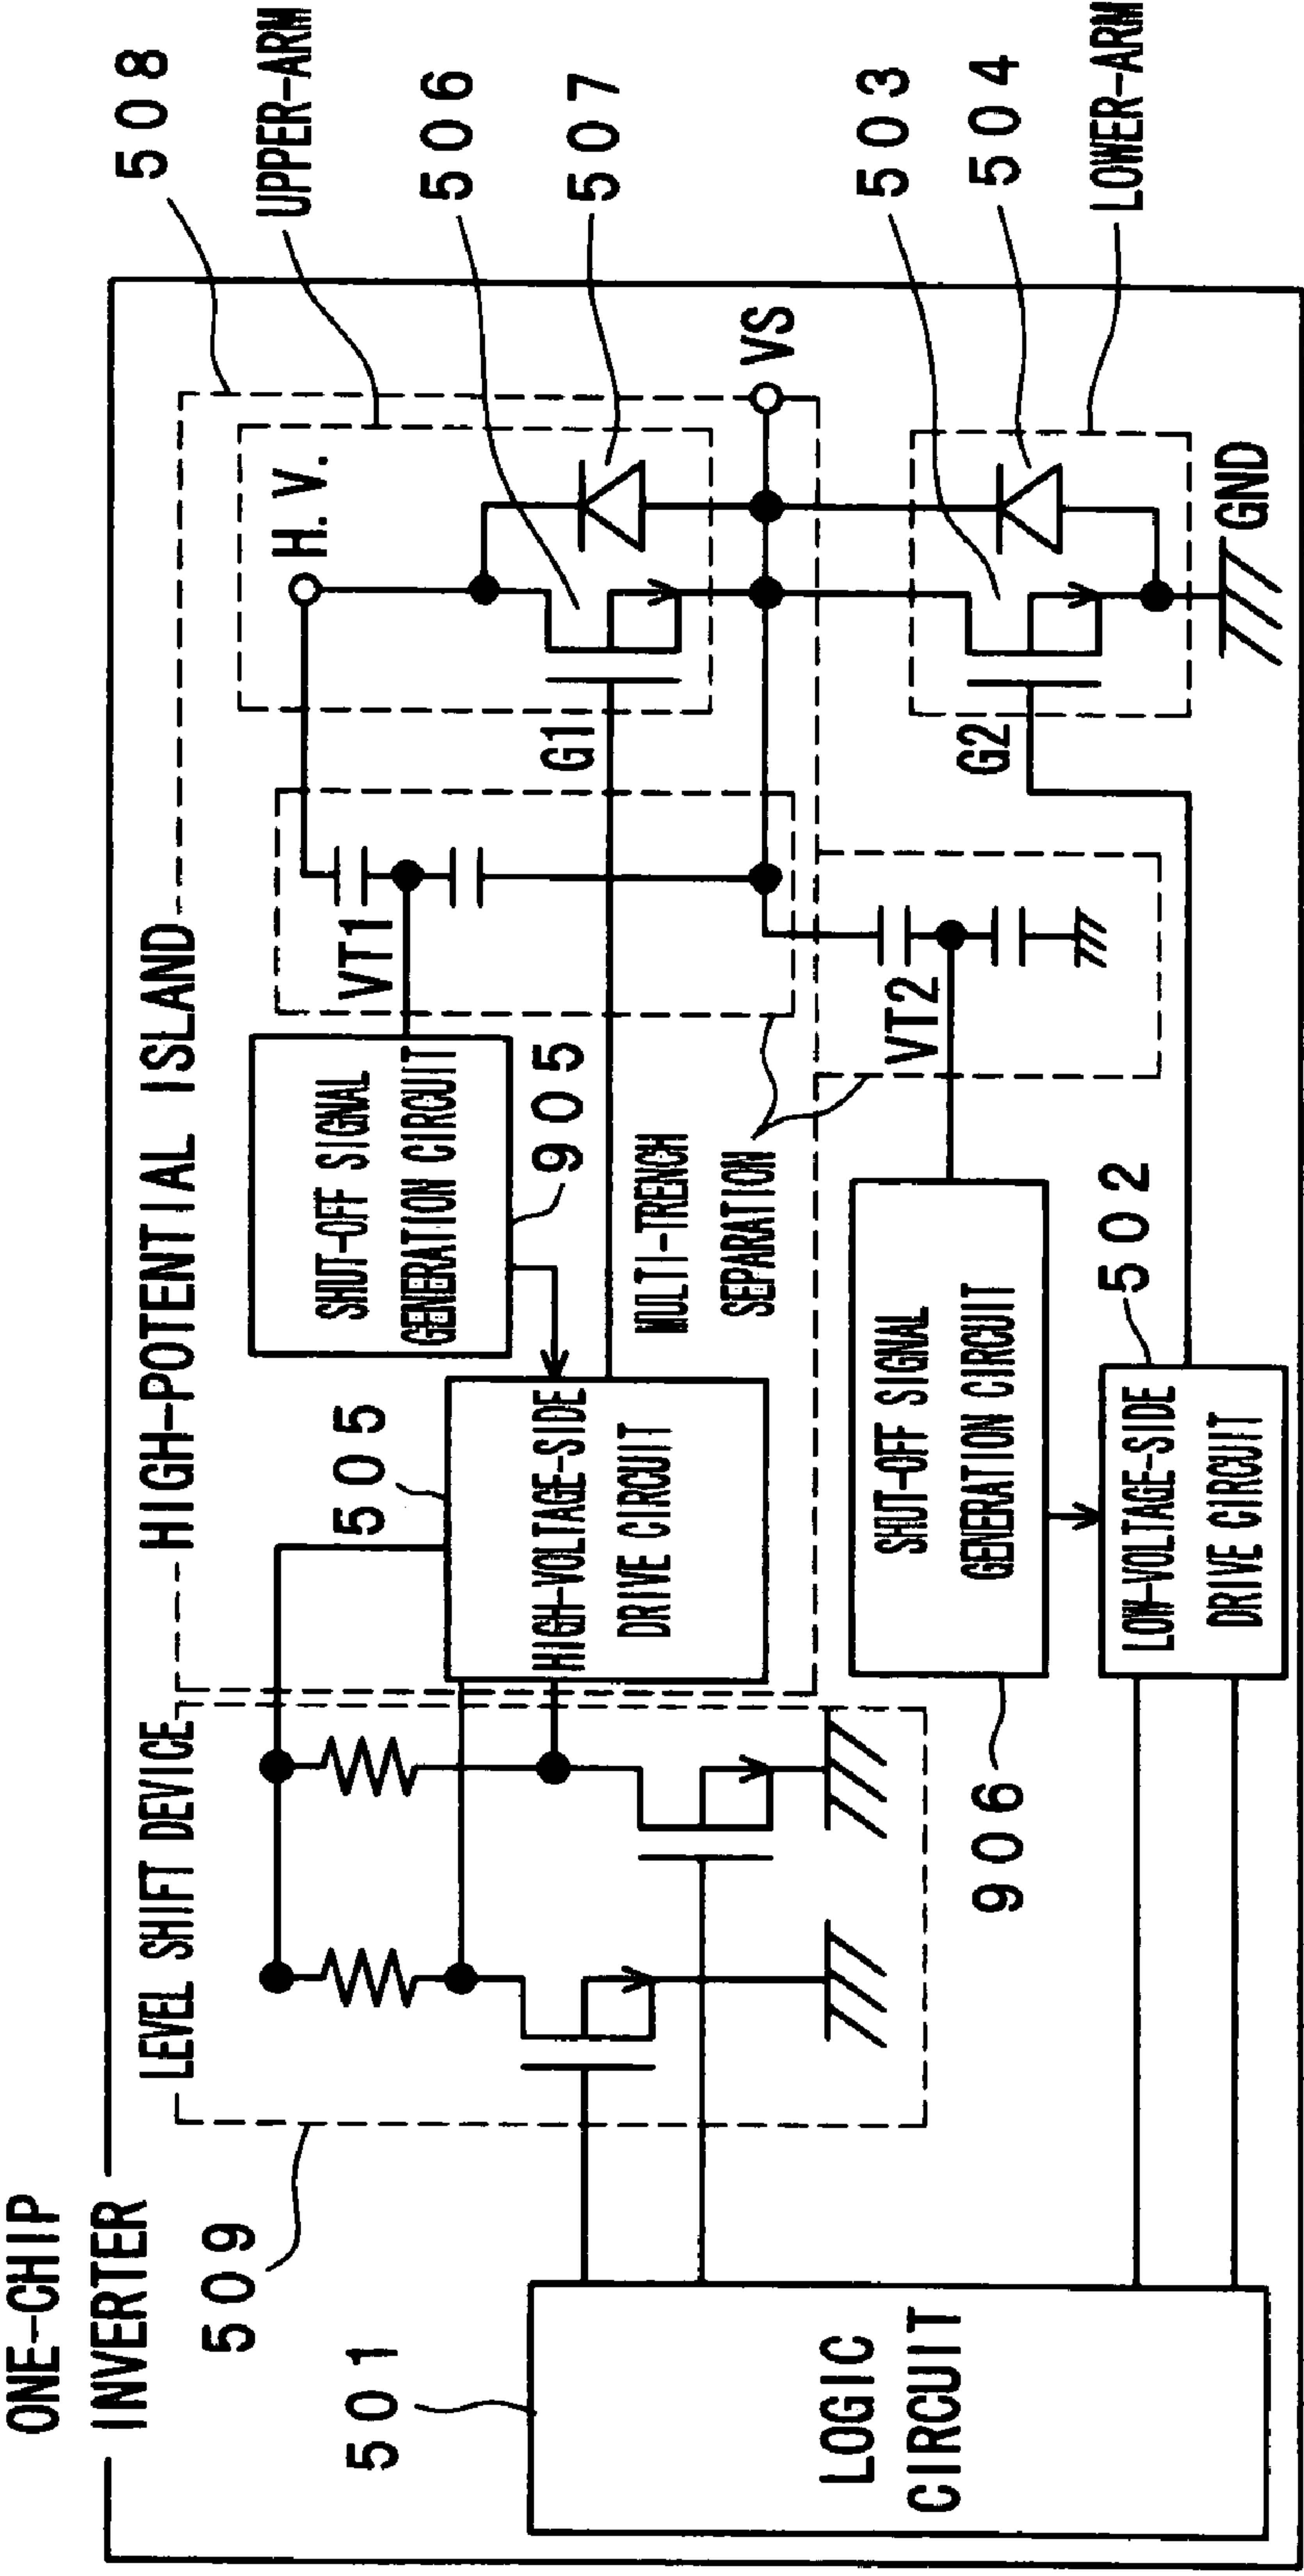 ONE-CHIP
INVERTER
509
LEVEL SHIFT DEVICE
HIGH-POTENTIAL ISLAND
508
UPPER-ARM
506
507
501
LOGIC
CIRCUIT
505
HIGH-VOLTAGE-SIDE
DRIVE CIRCUIT
SHUT-OFF SIGNAL
GENERATION CIRCUIT
905
VT1
H. V.
G1
VS
MULTI-TRENCH
SEPARATION
503
504
LOWER-ARM
906
SHUT-OFF SIGNAL
GENERATION CIRCUIT
VT2
G2
502
LOW-VOLTAGE-SIDE
DRIVE CIRCUIT
GND